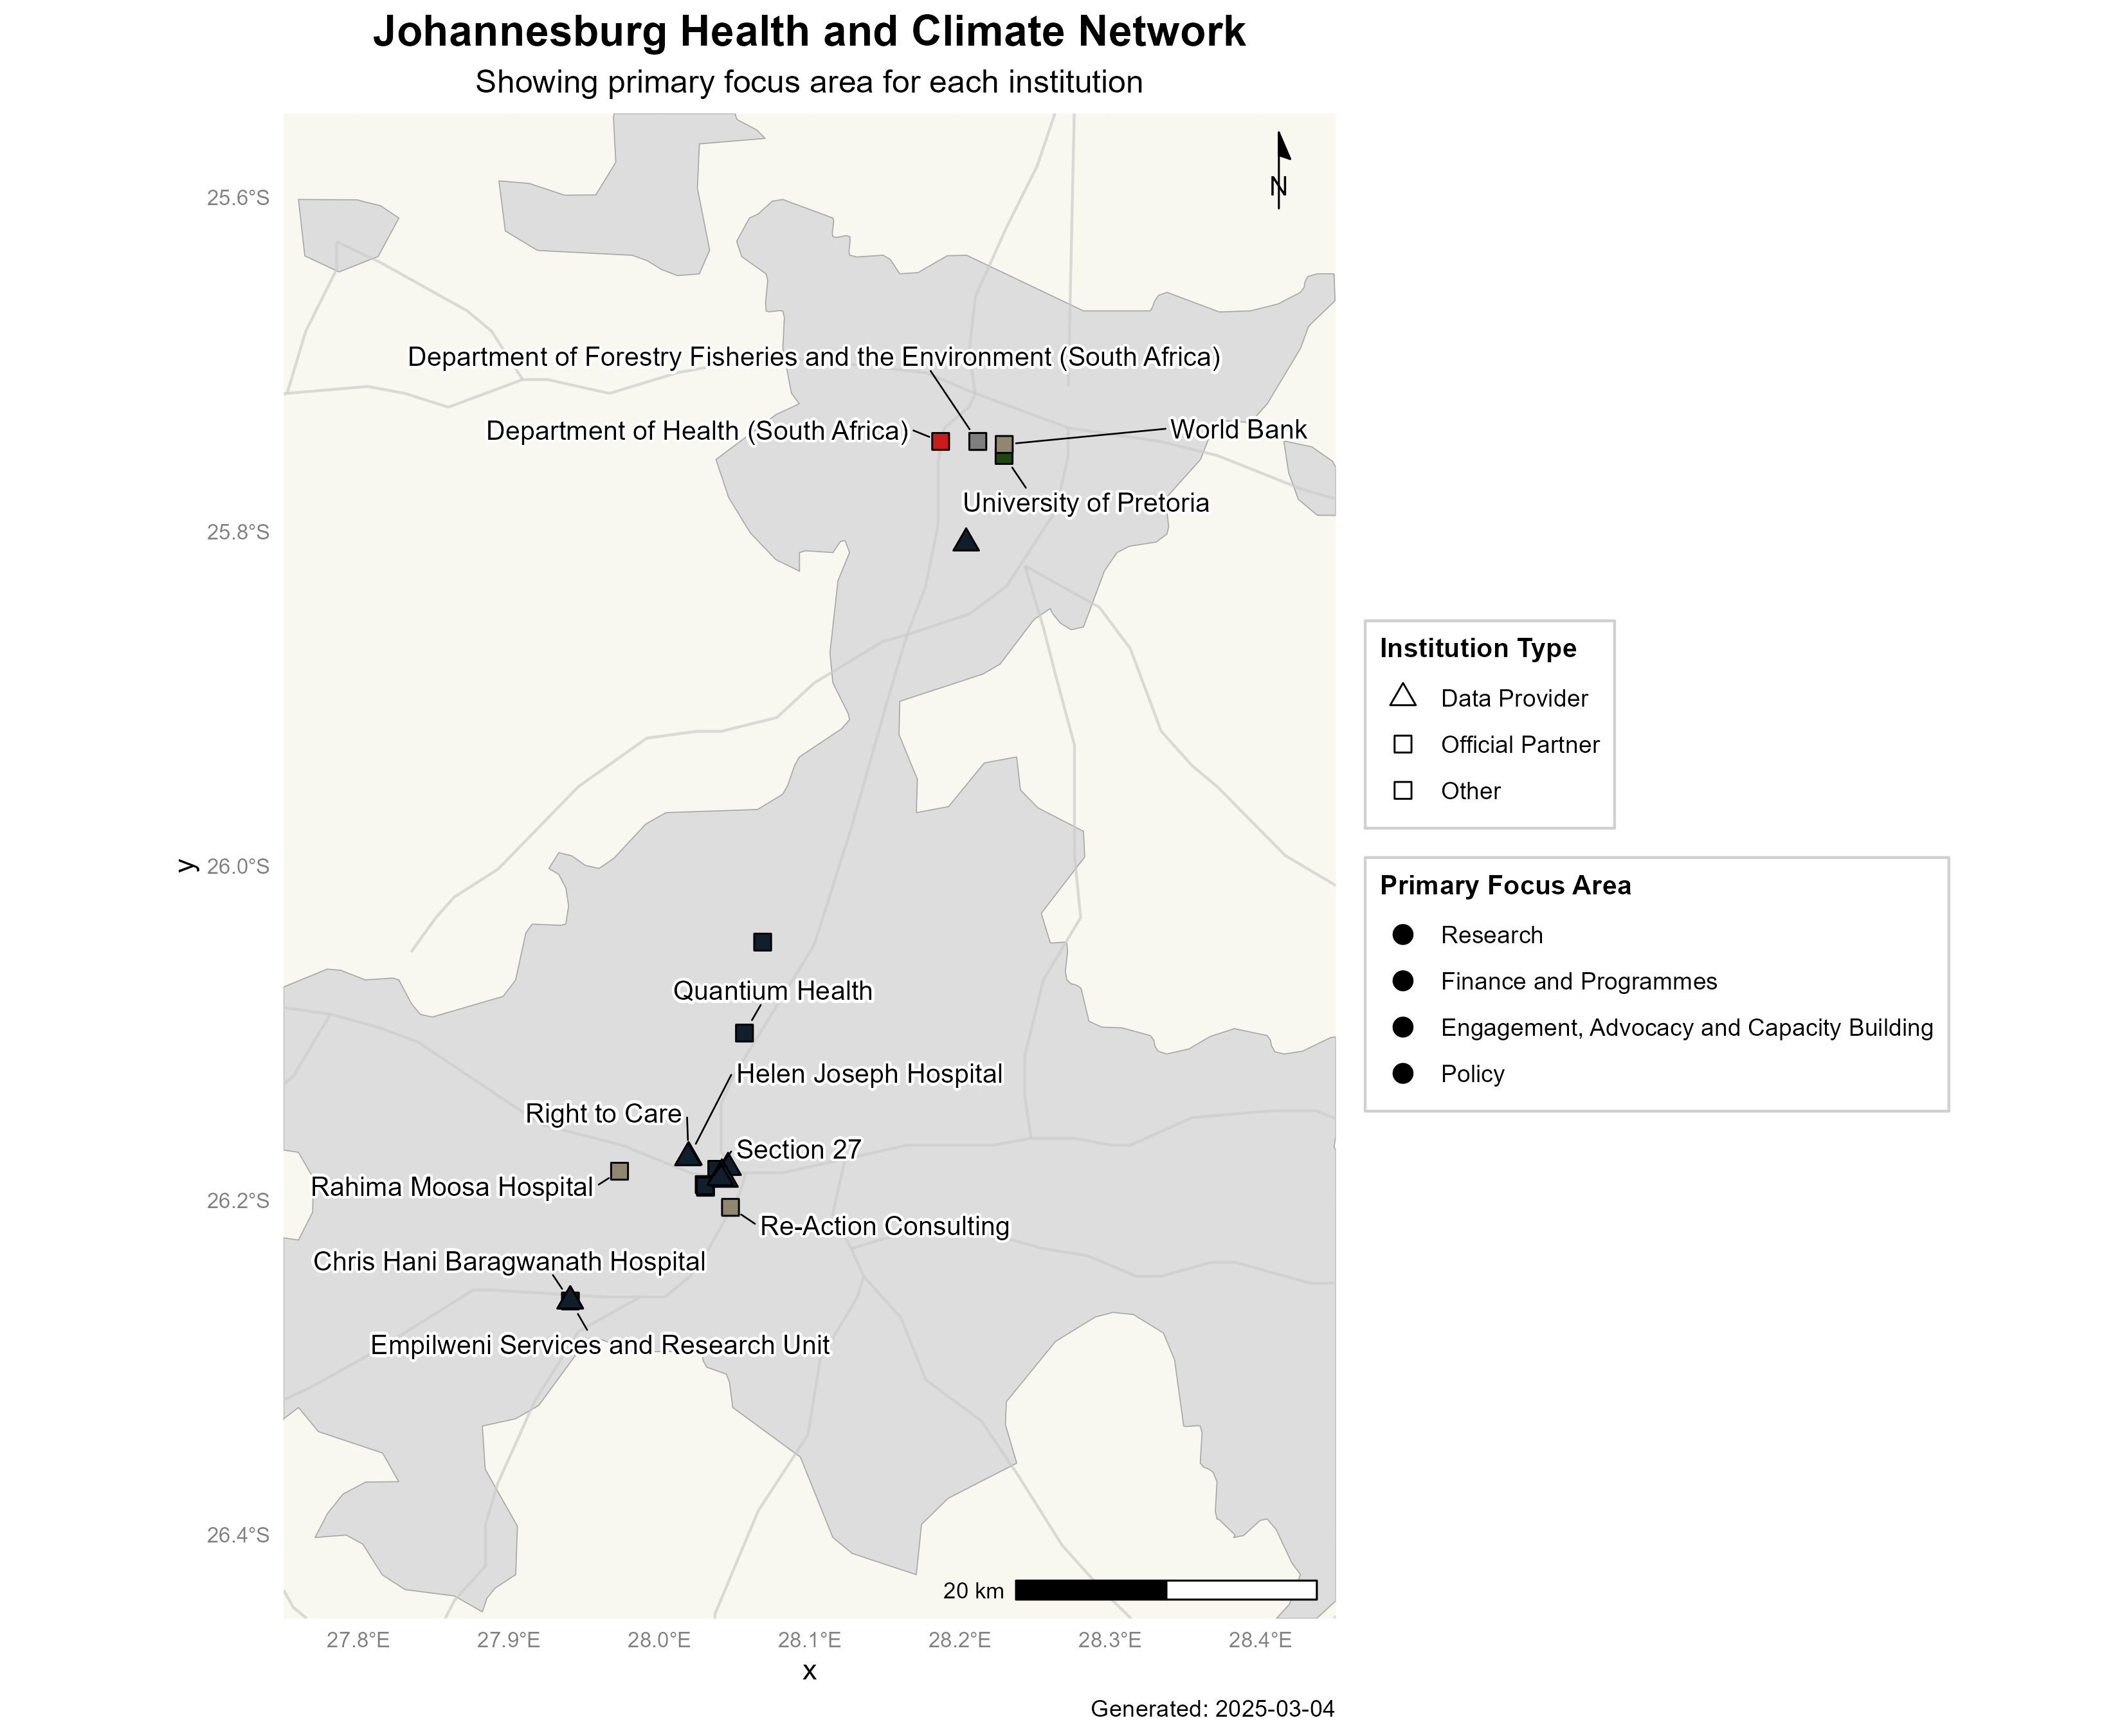 Johannesburg Health and Climate Network
Showing primary focus area for each institution
N
25.6°S
Department of Forestry Fisheries and the Environment (South Africa)
Department of Health (South Africa)
World Bank
University of Pretoria
25.8°S
Institution Type
Data Provider
Official Partner
Other
y
26.0°S
Primary Focus Area
Research
Finance and Programmes
Engagement, Advocacy and Capacity Building
Policy
Quantium Health
Helen Joseph Hospital
Right to Care
Section 27
Rahima Moosa Hospital
26.2°S
Re-Action Consulting
Chris Hani Baragwanath Hospital
Empilweni Services and Research Unit
26.4°S
20 km
27.8°E
27.9°E
28.0°E
28.1°E
28.2°E
28.3°E
28.4°E
x
Generated: 2025-03-04